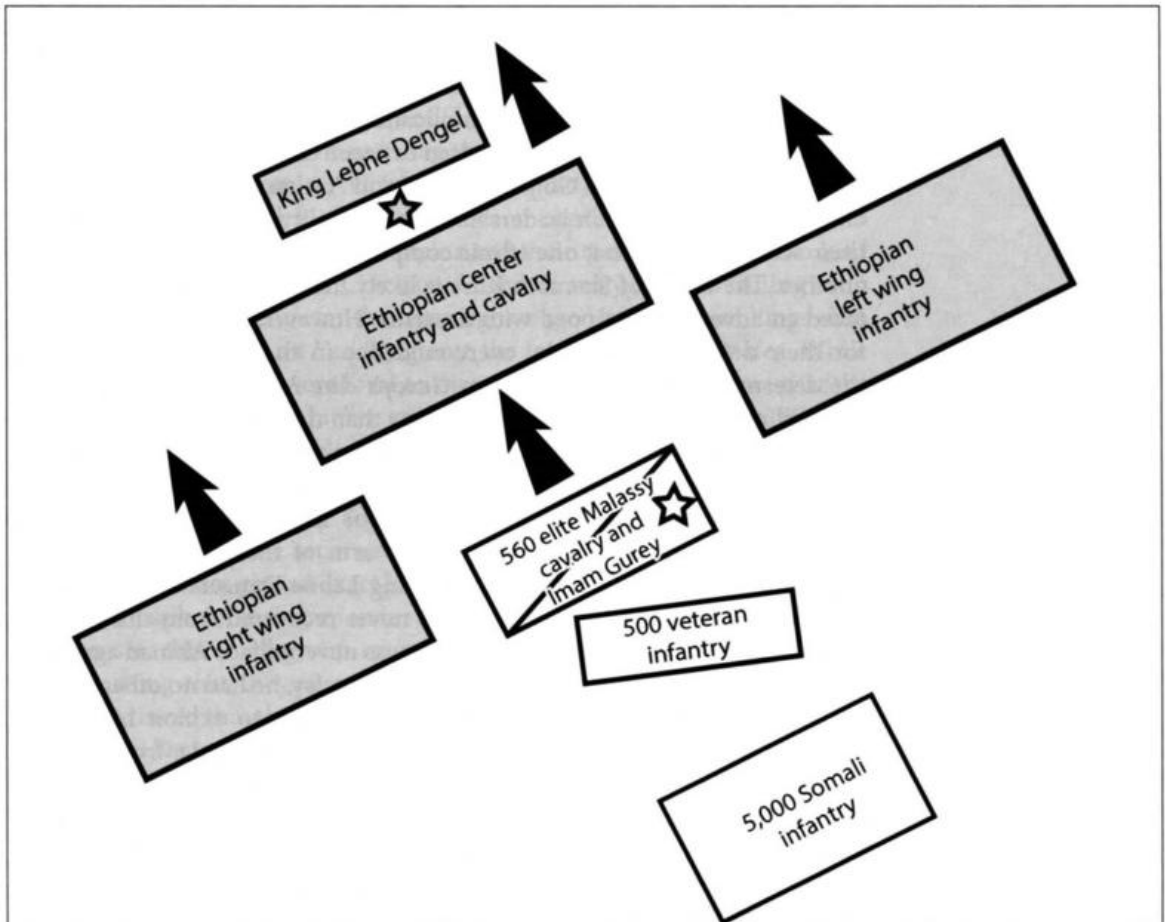 King Lebne Dengel
Ethiopian center
infantry and cavalry
Ethiopian
left wing
infantry
560 elite Malassy
cavalry and
Imam Gurey
Ethiopian
right wing
infantry
500 veteran
infantry
5,000 Somali
infantry